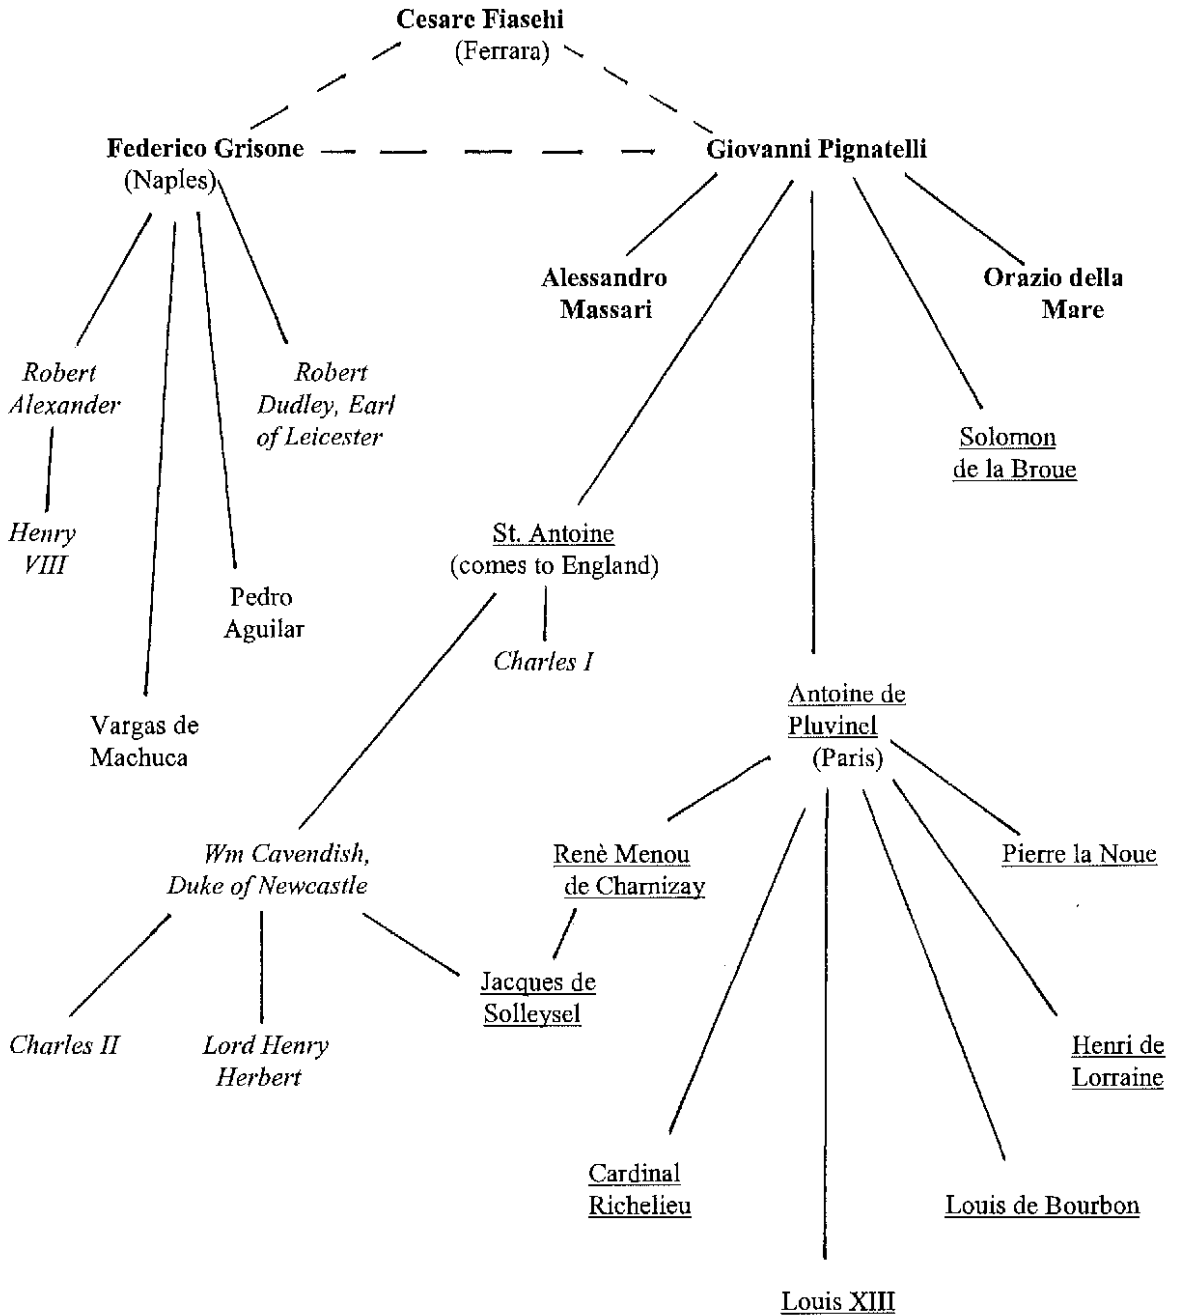 Cesare Fiaschi
(Ferrara)
Federico Grisone
(Naples)
Giovanni Pignatelli
Alessandro
Massari
Orazio della
Mare
Robert
Alexander
Robert
Dudley, Earl
of Leicester
Solomon
de la Broue
Henry
VIII
St. Antoine
(comes to England)
Pedro
Aguilar
Charles I
Vargas de
Machuca
Antoine de
Pluvinel
(Paris)
Wm Cavendish,
Duke of Newcastle
Renè Menou
de Charnizay
Pierre la Noue
Jacques de
Solleysel
Charles II
Lord Henry
Herbert
Henri de
Lorraine
Cardinal
Richelieu
Louis de Bourbon
Louis XIII